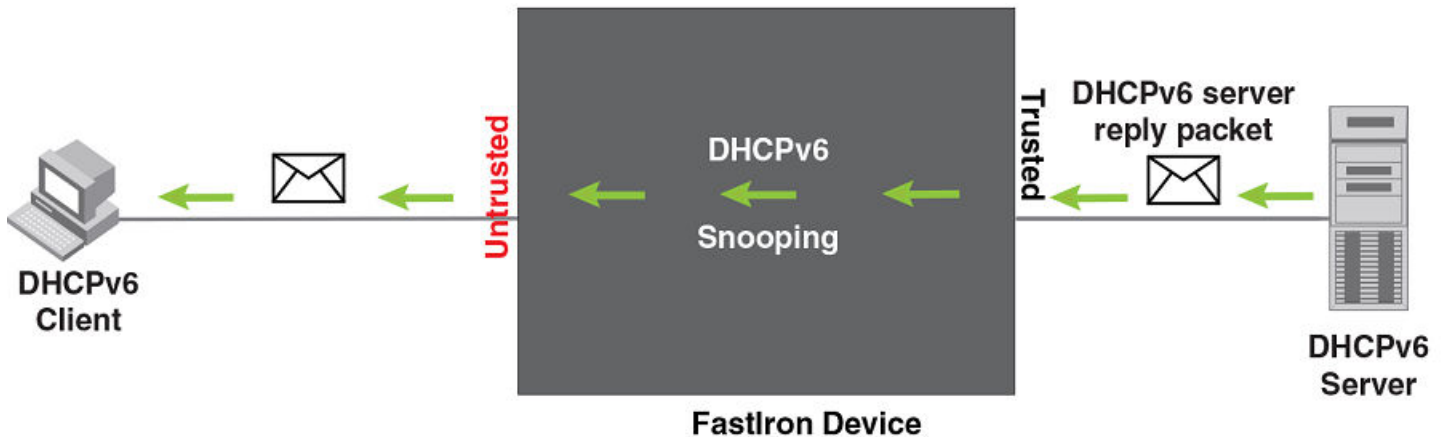 DHCPv6
Client
Untrusted
DHCPv6
Snooping
FastIron Device
Trusted
DHCPv6 server
reply packet
DHCPv6
Server